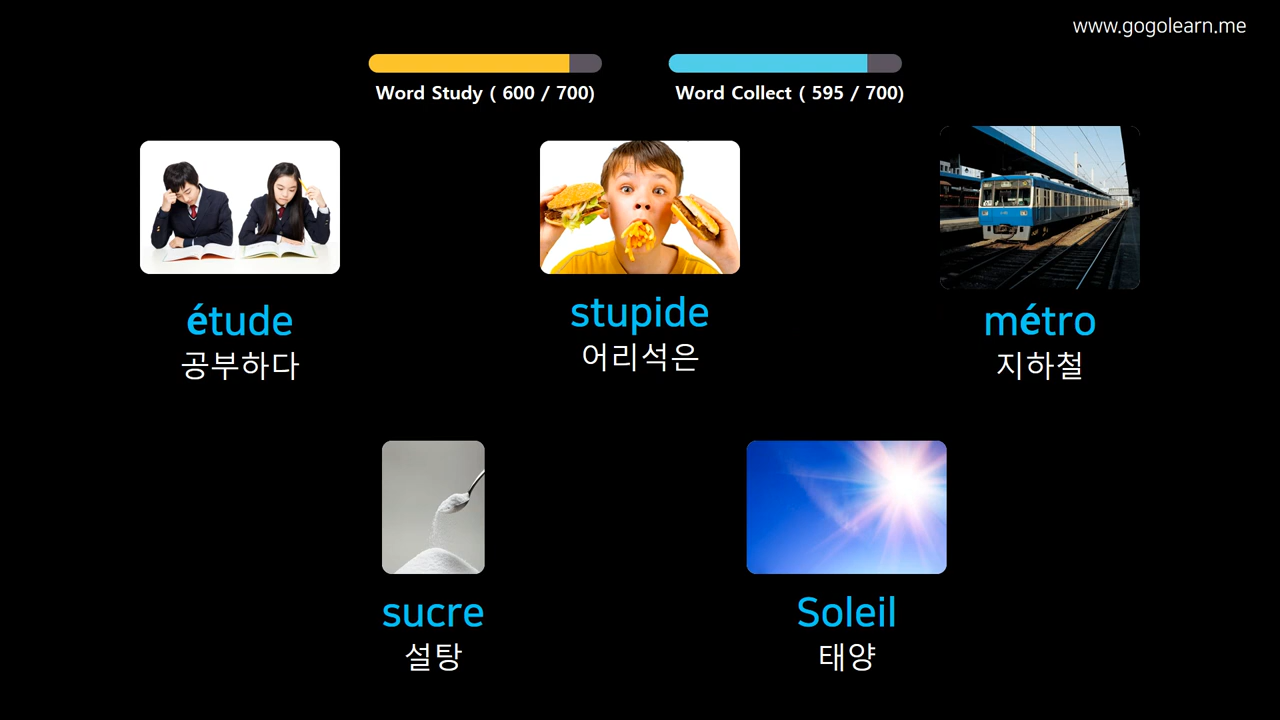 www.gogolearn.me
Word Study ( 600 / 700)
Word Collect ( 595 / 700)
étude
공부하다
stupide
어리석은
métro
지하철
sucre
설탕
Soleil
태양